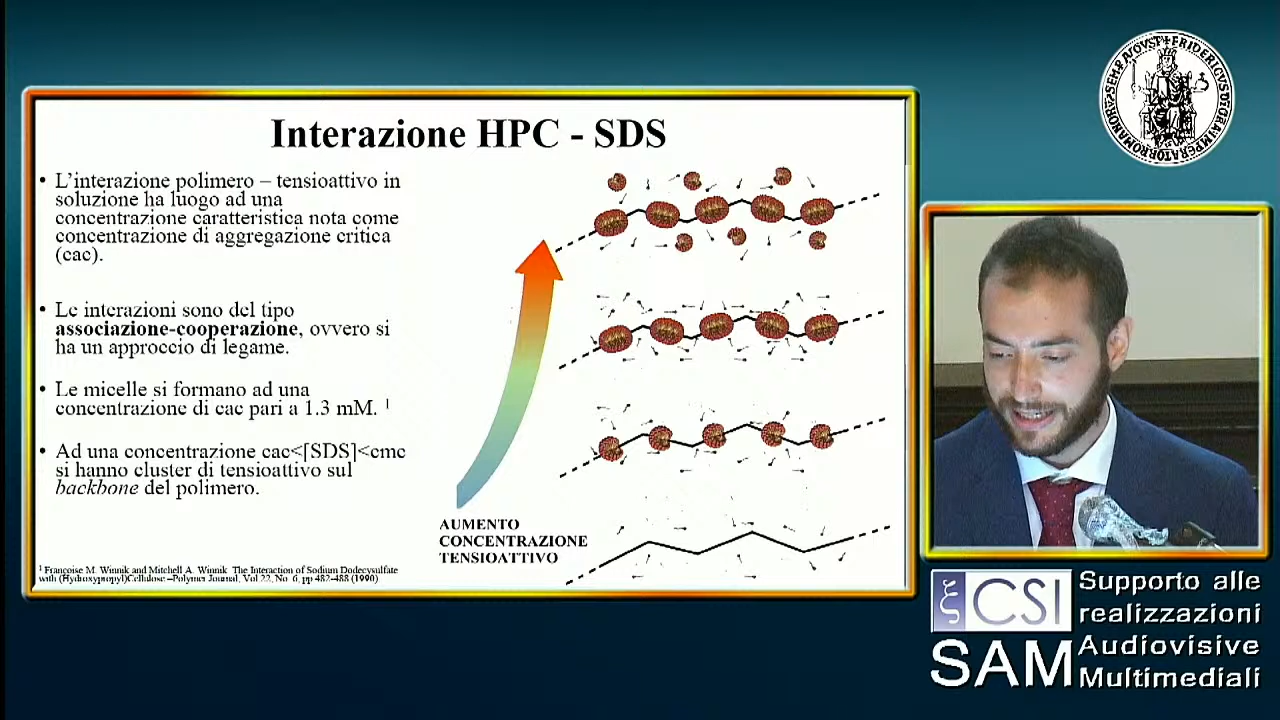 Interazione HPC - SDS
• L'interazione polimero – tensioattivo in
soluzione ha luogo ad una
concentrazione caratteristica nota come
concentrazione di aggregazione critica
(cac).
• Le interazioni sono del tipo
associazione-cooperazione, ovvero si
ha un approccio di legame.
• Le micelle si formano ad una
concentrazione di cac pari a 1.3 mM. ¹
• Ad una concentrazione cac<[SDS]<cmc
si hanno cluster di tensioattivo sul
backbone del polimero.
AUMENTO
CONCENTRAZIONE
TENSIOATTIVO
¹ Françoise M. Winnik and Mitchell A. Winnik The Interaction of Sodium Dodecysulfate
with (Hydroxypropyl)Cellulose –Polymer Journal, Vol 22, No. 6, pp 482-488 (1990)
ξ CSI
SAM
Supporto alle
realizzazioni
Audiovisive
Multimediali